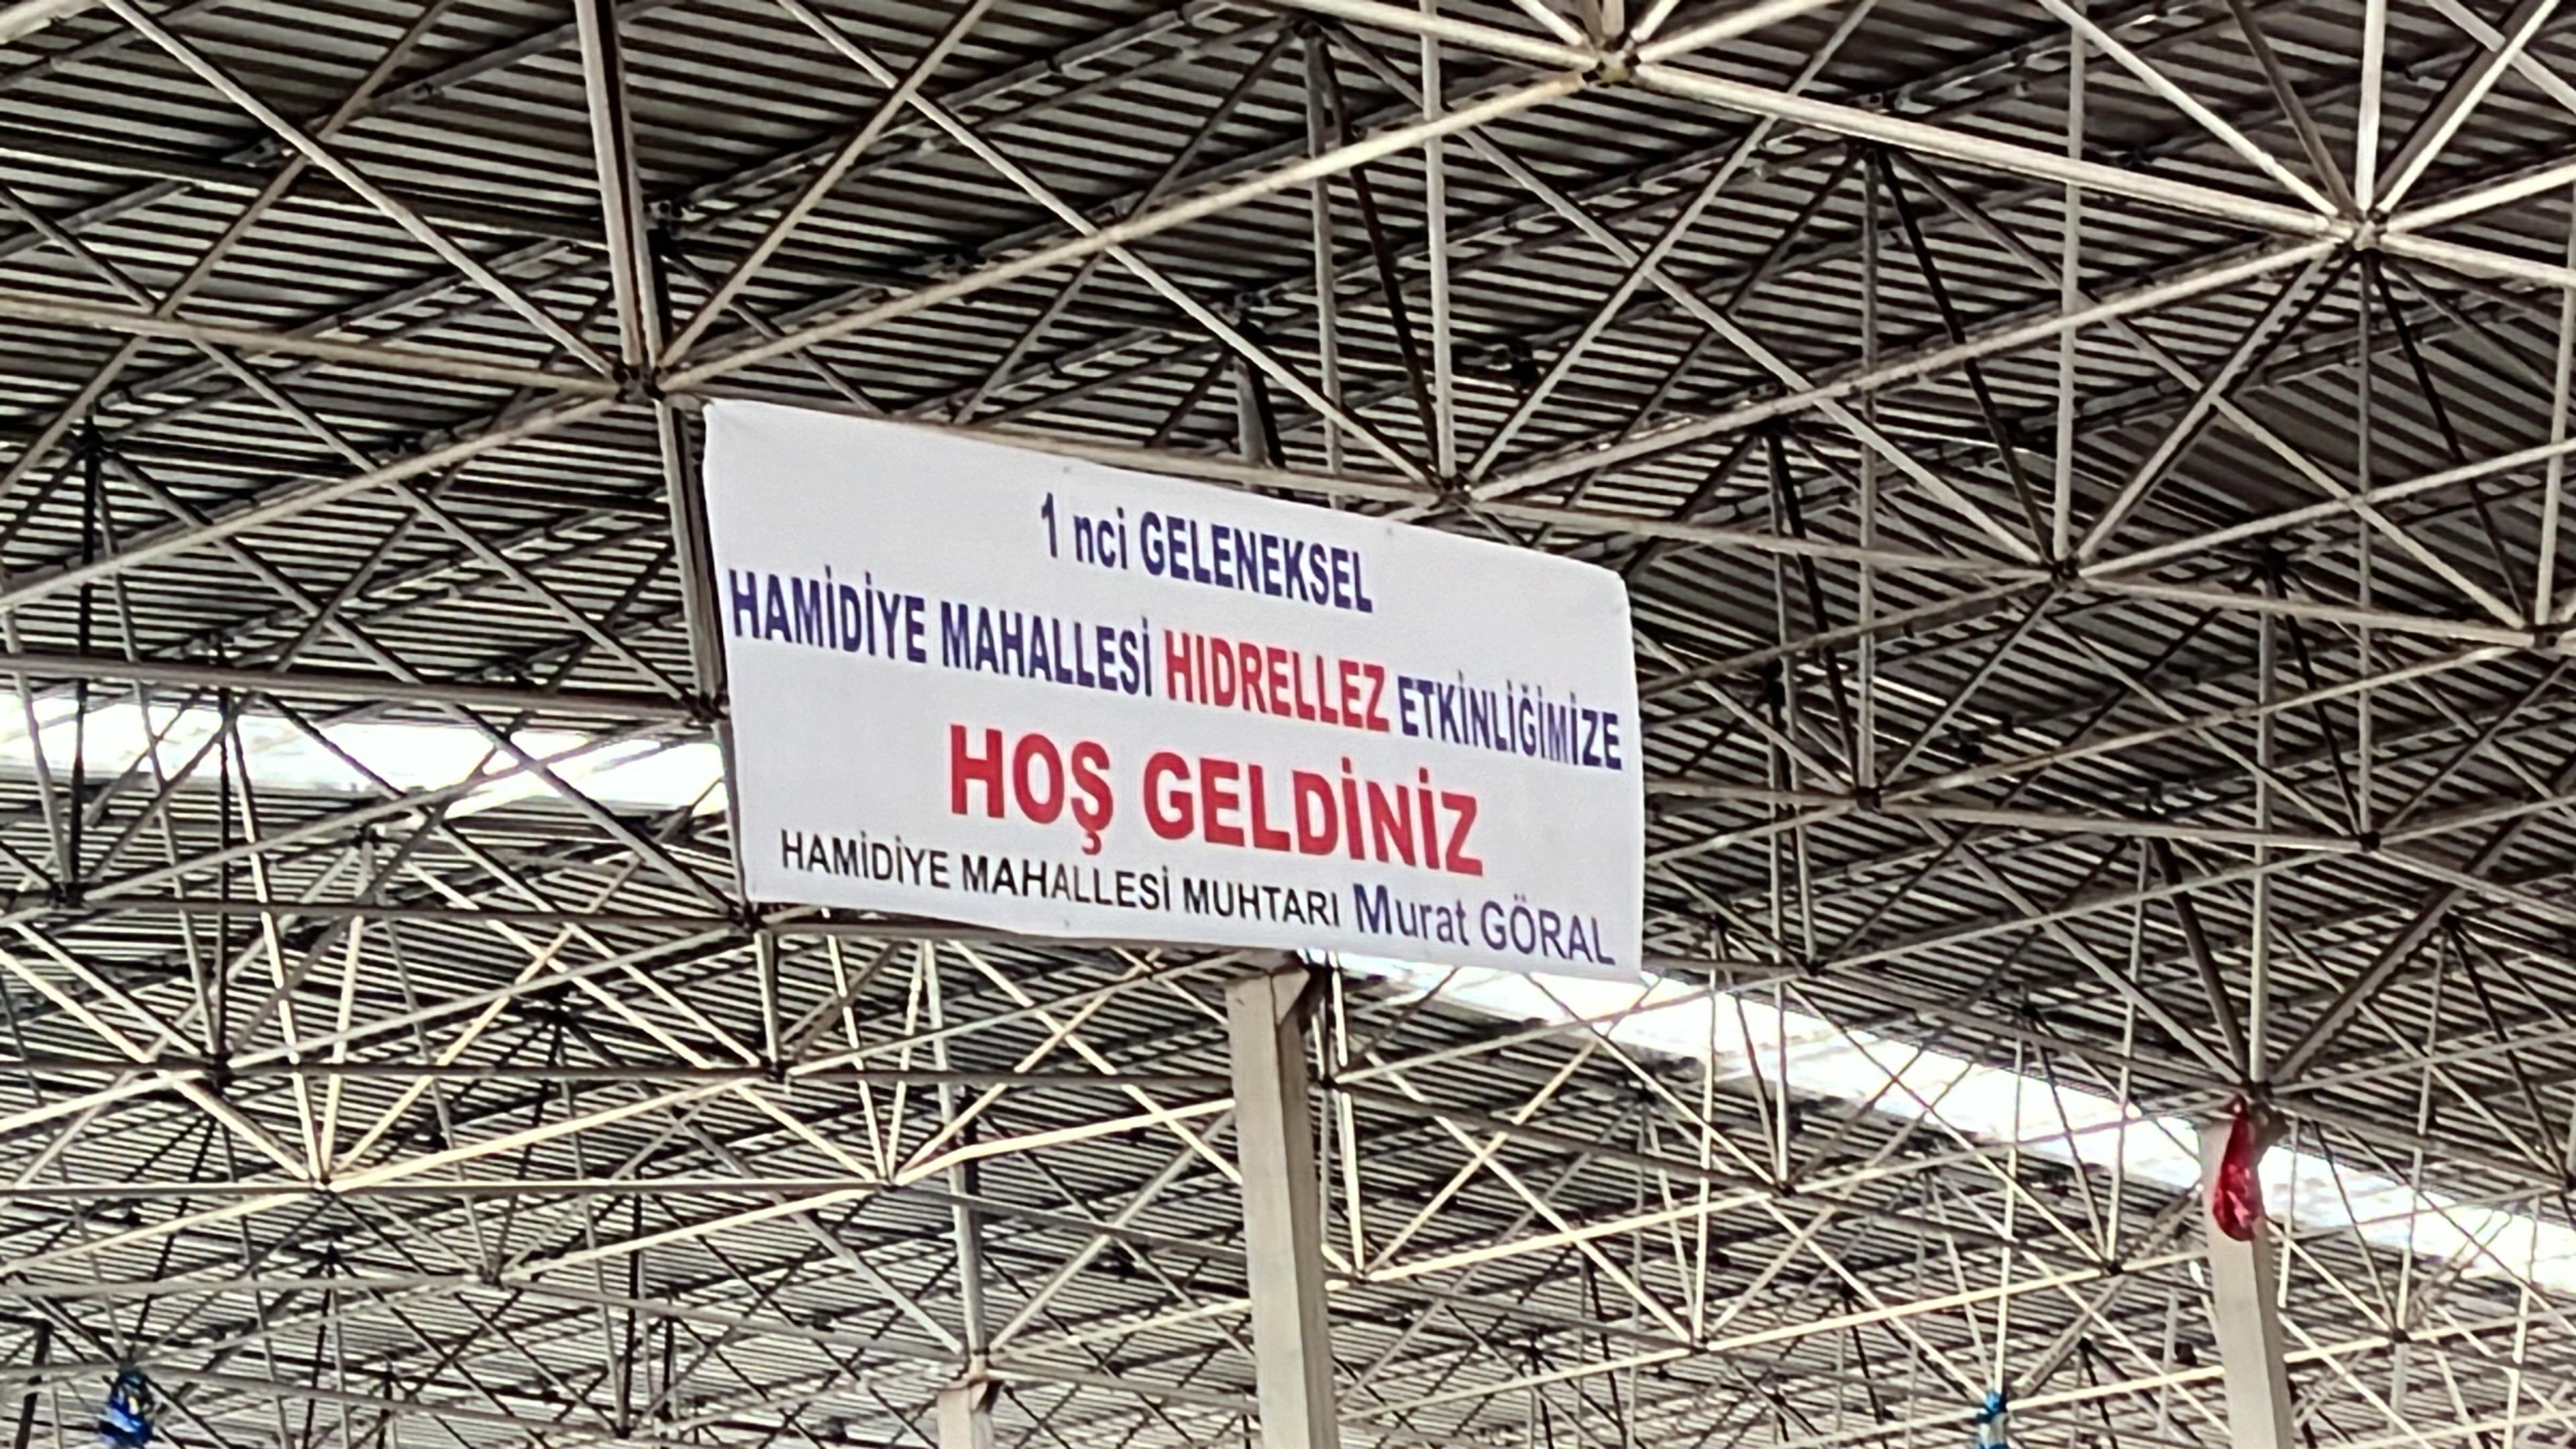 1 nci GELENEKSEL
HAMİDİYE MAHALLESİ HIDRELLEZ ETKİNLİĞİMİZE
HOŞ GELDİNİZ
HAMİDİYE MAHALLESİ MUHTARI Murat GÖRAL